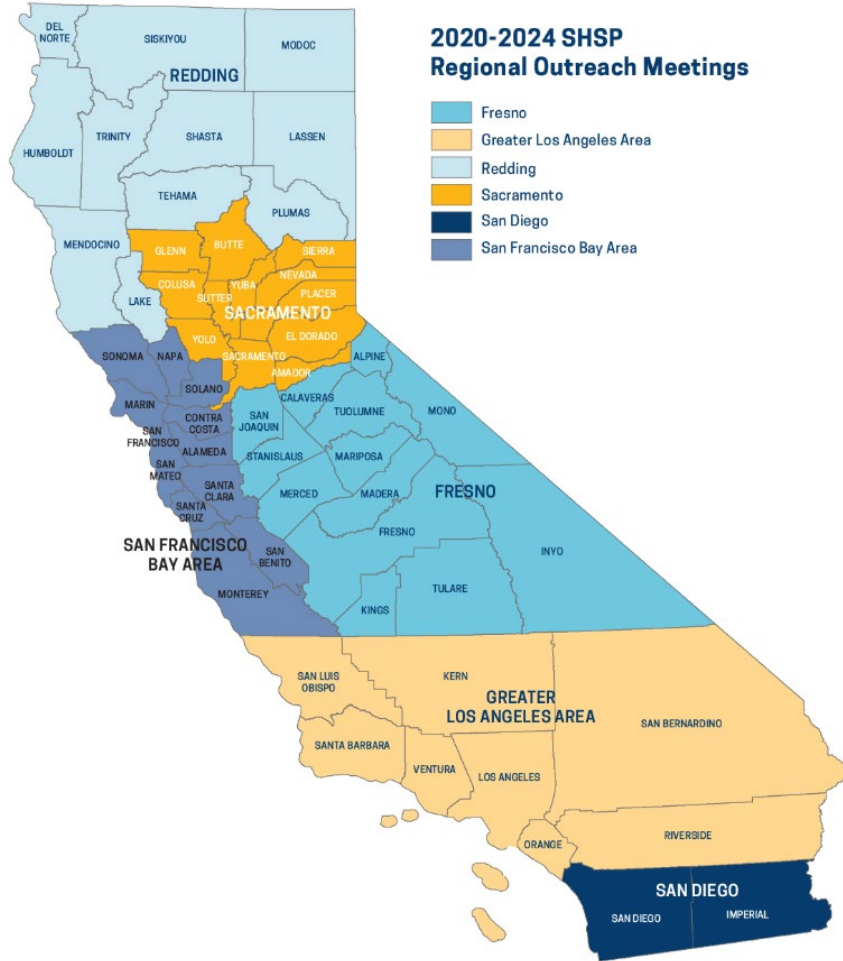 2020-2024 SHSP
Regional Outreach Meetings
Fresno
Greater Los Angeles Area
Redding
Sacramento
San Diego
San Francisco Bay Area
DEL
NORTE
SISKIYOU
MODOC
REDDING
HUMBOLDT
TRINITY
SHASTA
LASSEN
TEHAMA
PLUMAS
MENDOCINO
LAKE
GLENN
BUTTE
SIERRA
COLUSA
SUTTER
YUBA
NEVADA
PLACER
SACRAMENTO
YOLO
EL DORADO
SACRAMENTO
AMADOR
SONOMA
NAPA
SOLANO
MARIN
CONTRA
COSTA
SAN
FRANCISCO
ALAMEDA
SAN
MATEO
SANTA
CLARA
SANTA
CRUZ
SAN FRANCISCO
BAY AREA
SAN
BENITO
MONTEREY
ALPINE
CALAVERAS
SAN
JOAQUIN
TUOLUMNE
MONO
STANISLAUS
MARIPOSA
MERCED
MADERA
FRESNO
FRESNO
INYO
KINGS
TULARE
SAN LUIS
OBISPO
KERN
GREATER
LOS ANGELES AREA
SAN BERNARDINO
SANTA BARBARA
VENTURA
LOS ANGELES
ORANGE
RIVERSIDE
SAN DIEGO
SAN DIEGO
IMPERIAL